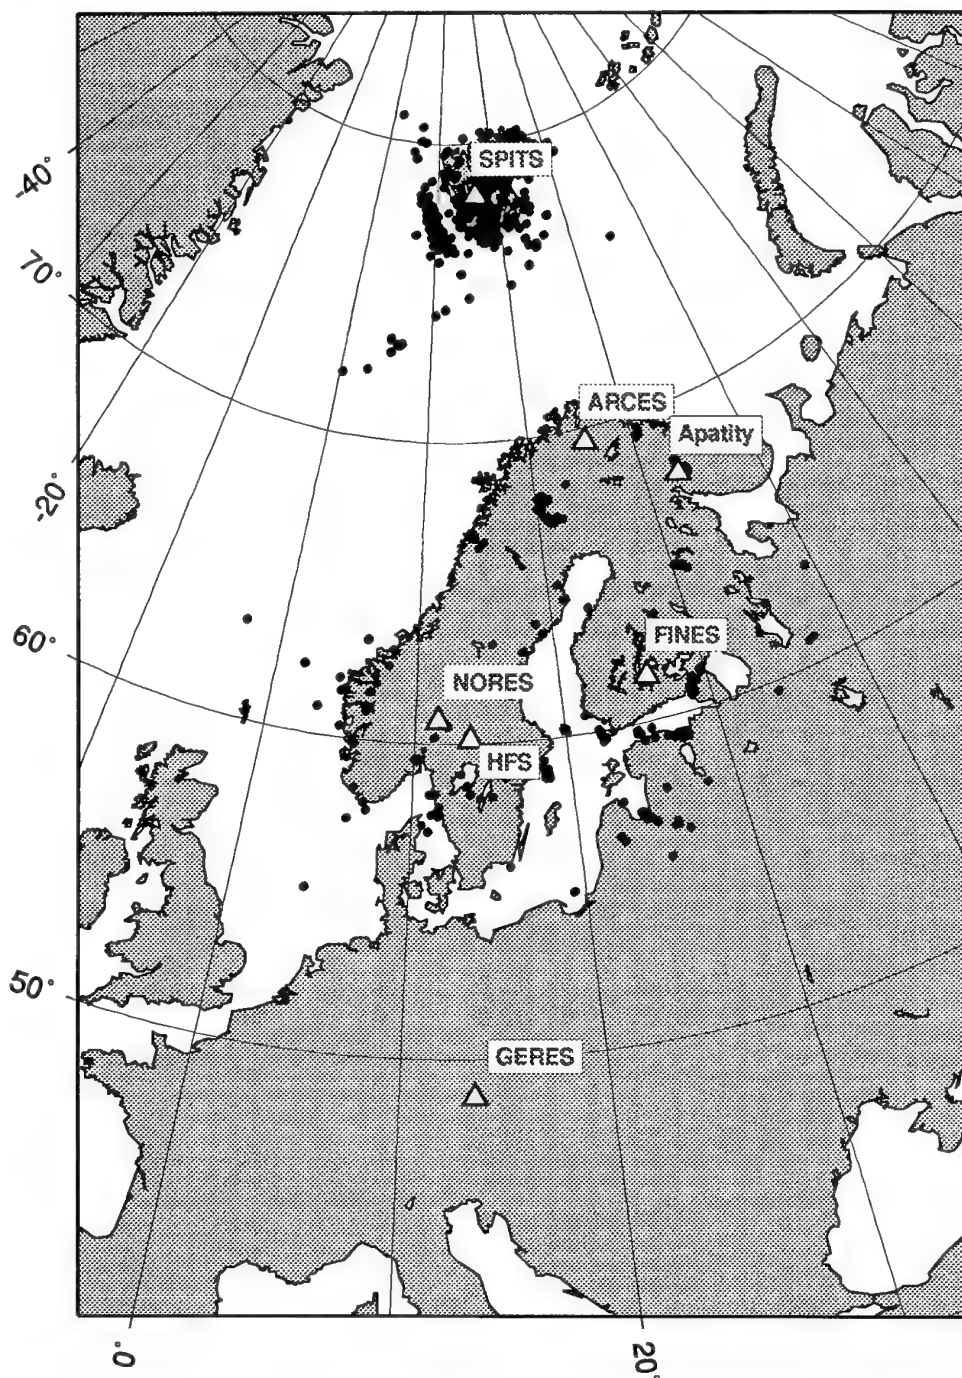 SPITS
-40°
70°
ARCES
Apatity
-20°
FINES
60°
NORES
HFS
50°
GERES
0°
20°